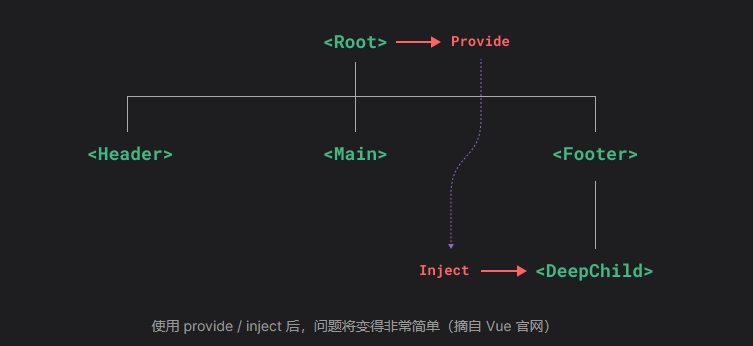 <Root> Provide
<Header> <Main> <Footer>
Inject <DeepChild>
使用 provide / inject 后，问题将变得非常简单（摘自 Vue 官网）